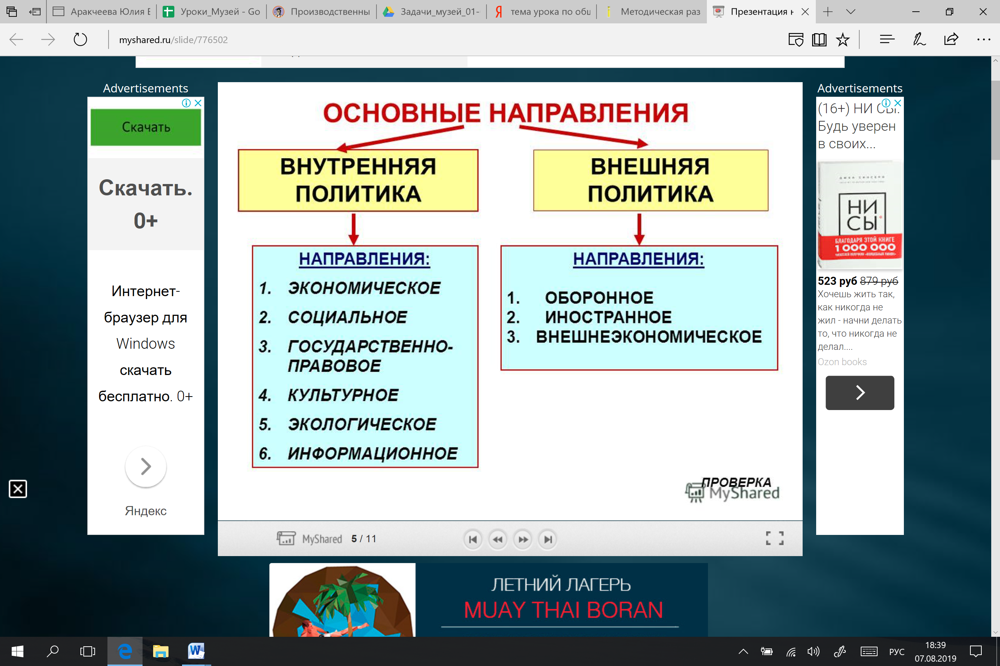 Аракчеева Юлия Е
Уроки_Музей - Go
Производственны
Задачи_музей_01-
тема урока по общ
Методическая раз
Презентация н
myshared.ru/slide/776502
Advertisements
Скачать
Скачать.
0+
Интернет-
браузер для
Windows
скачать
бесплатно. 0+
Яндекс
ОСНОВНЫЕ НАПРАВЛЕНИЯ
ВНУТРЕННЯЯ
ПОЛИТИКА
НАПРАВЛЕНИЯ:
1. ЭКОНОМИЧЕСКОЕ
2. СОЦИАЛЬНОЕ
3. ГОСУДАРСТВЕННО-
ПРАВОВОЕ
4. КУЛЬТУРНОЕ
5. ЭКОЛОГИЧЕСКОЕ
6. ИНФОРМАЦИОННОЕ
ВНЕШНЯЯ
ПОЛИТИКА
НАПРАВЛЕНИЯ:
1. ОБОРОННОЕ
2. ИНОСТРАННОЕ
3. ВНЕШНЕЭКОНОМИЧЕСКОЕ
ПРОВЕРКА
MyShared
MyShared 5 / 11
Advertisements
(16+) НИ СЫ.
Будь уверен
в своих...
НИ
СЫ
БЛАГОДАРЯ ЭТОЙ КНИГЕ
1 000 000
523 руб 879 руб
Хочешь жить так,
как никогда не
жил - начни делать
то, что никогда не
делал....
Ozon books
ЛЕТНИЙ ЛАГЕРЬ
MUAY THAI BORAN
РУС
18:39
07.08.2019